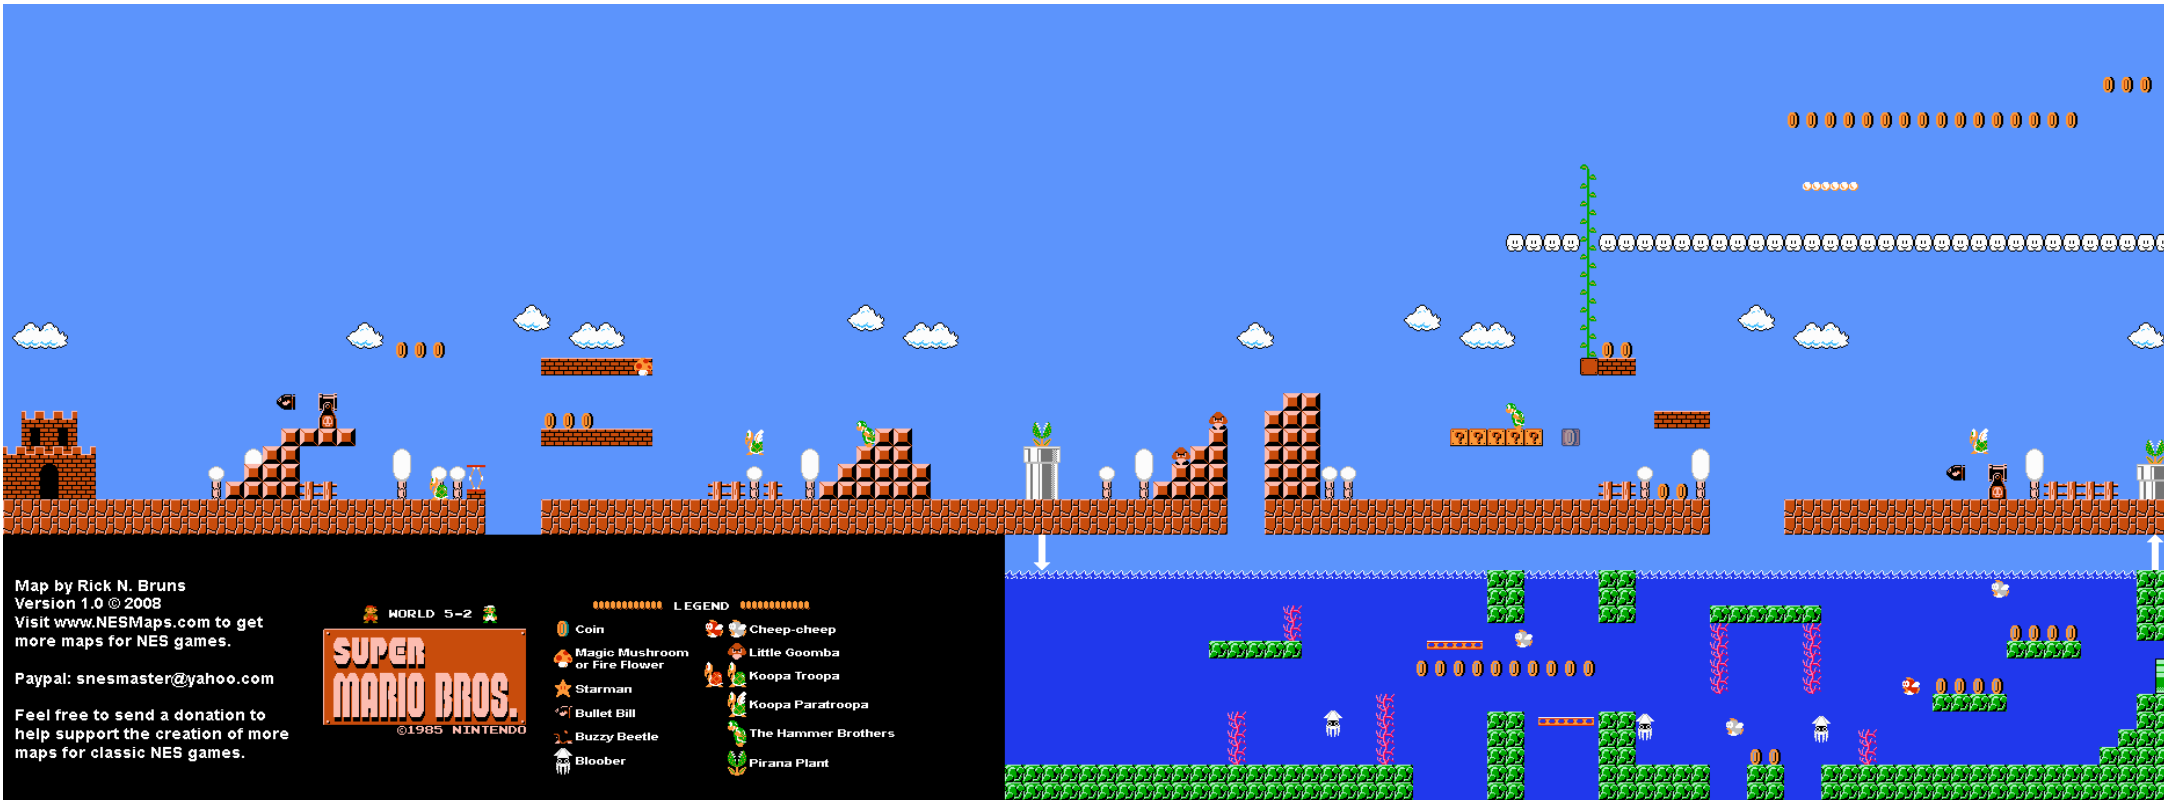 Map by Rick N. Bruns
Version 1.0 © 2008
Visit www.NESMaps.com to get
more maps for NES games.
Paypal: snesmaster@yahoo.com
Feel free to send a donation to
help support the creation of more
maps for classic NES games.
WORLD 5-2
SUPER
MARIO BROS.
©1985 NINTENDO
LEGEND
Coin
Magic Mushroom
or Fire Flower
Starman
Bullet Bill
Buzzy Beetle
Bloober
Cheep-cheep
Little Goomba
Koopa Troopa
Koopa Paratroopa
The Hammer Brothers
Pirana Plant
? ? ? ? ?